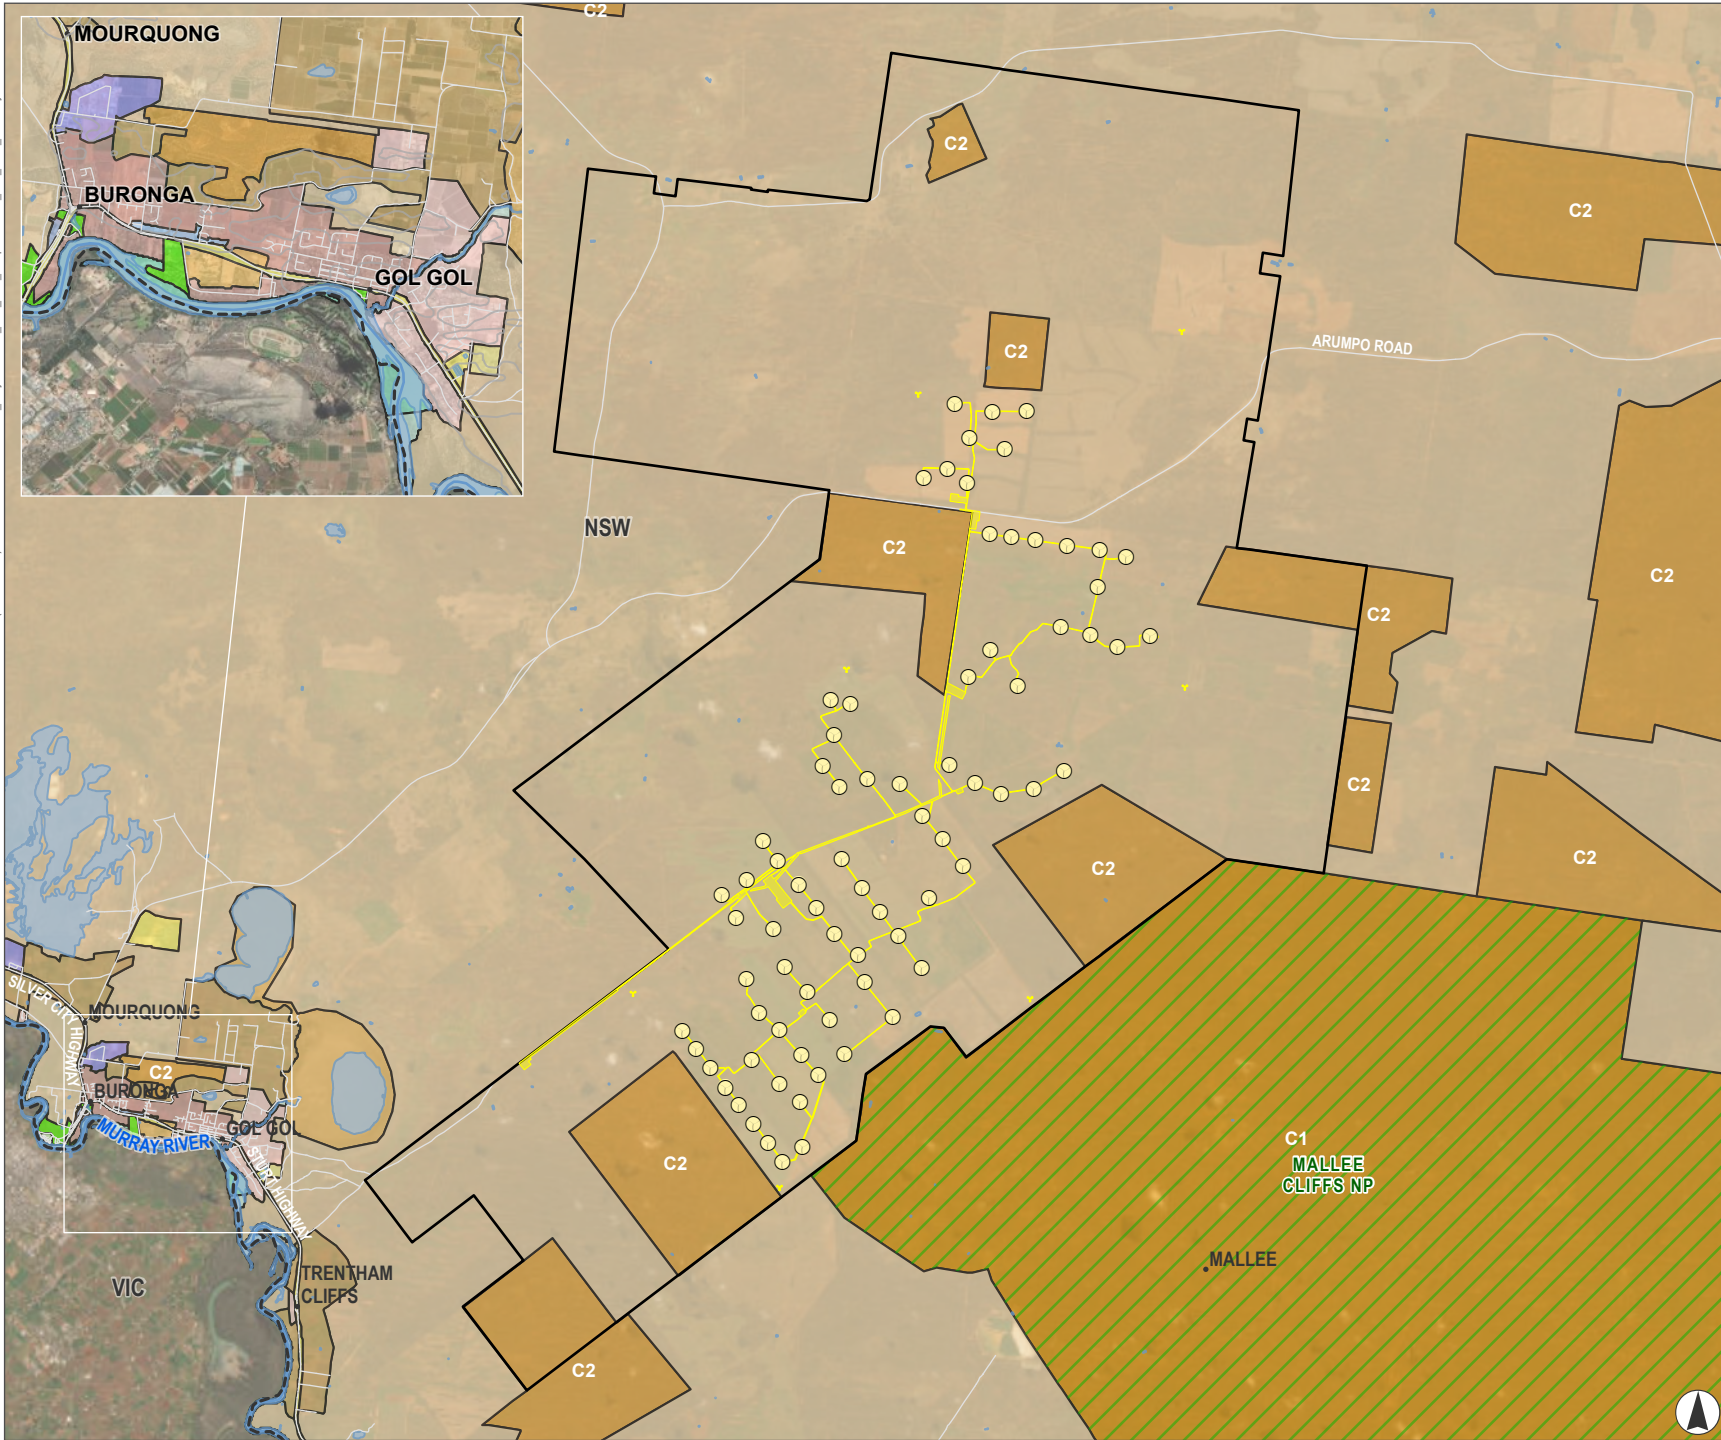 C2
MOURQUONG
BURONGA
GOL GOL
C2
C2
C2
ARUMPO ROAD
NSW
C2
C2
C2
C2
C2
C2
SILVER CITY HIGHWAY
MOURQUONG
C2
BURONGA
MURRAY RIVER
GOL GOL
STURT HIGHWAY
C1
MALLEE
CLIFFS NP
C2
MALLEE
VIC
TRENTHAM
CLIFFS
C2